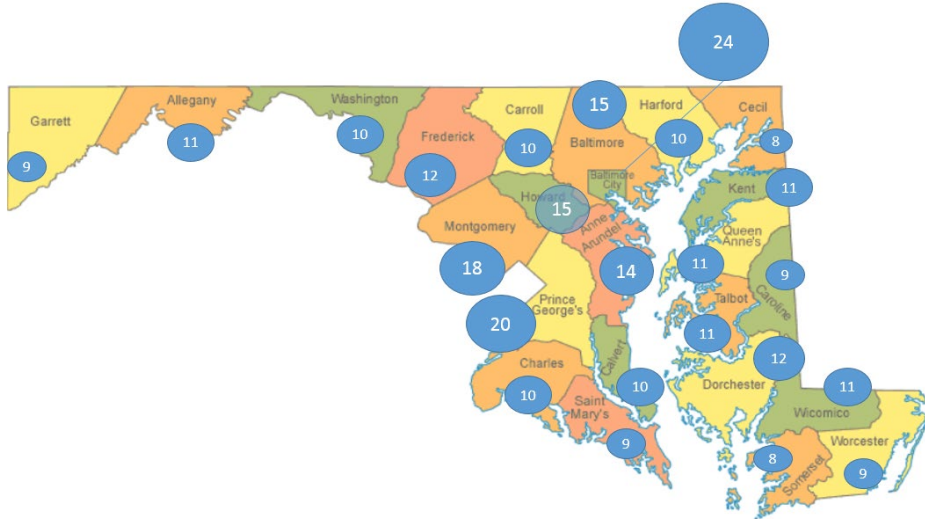 24
Garrett
9
Allegany
11
Washington
10
Frederick
12
Carroll
10
15
Baltimore
Harford
10
Cecil
8
Baltimore
City
Howard
15
Kent
11
Montgomery
18
Anne
Arundel
14
Queen
Anne's
11
Caroline
9
Talbot
11
Prince
George's
20
Charles
10
Calvert
10
Saint
Mary's
9
Dorchester
12
Wicomico
11
Somerset
8
Worcester
9